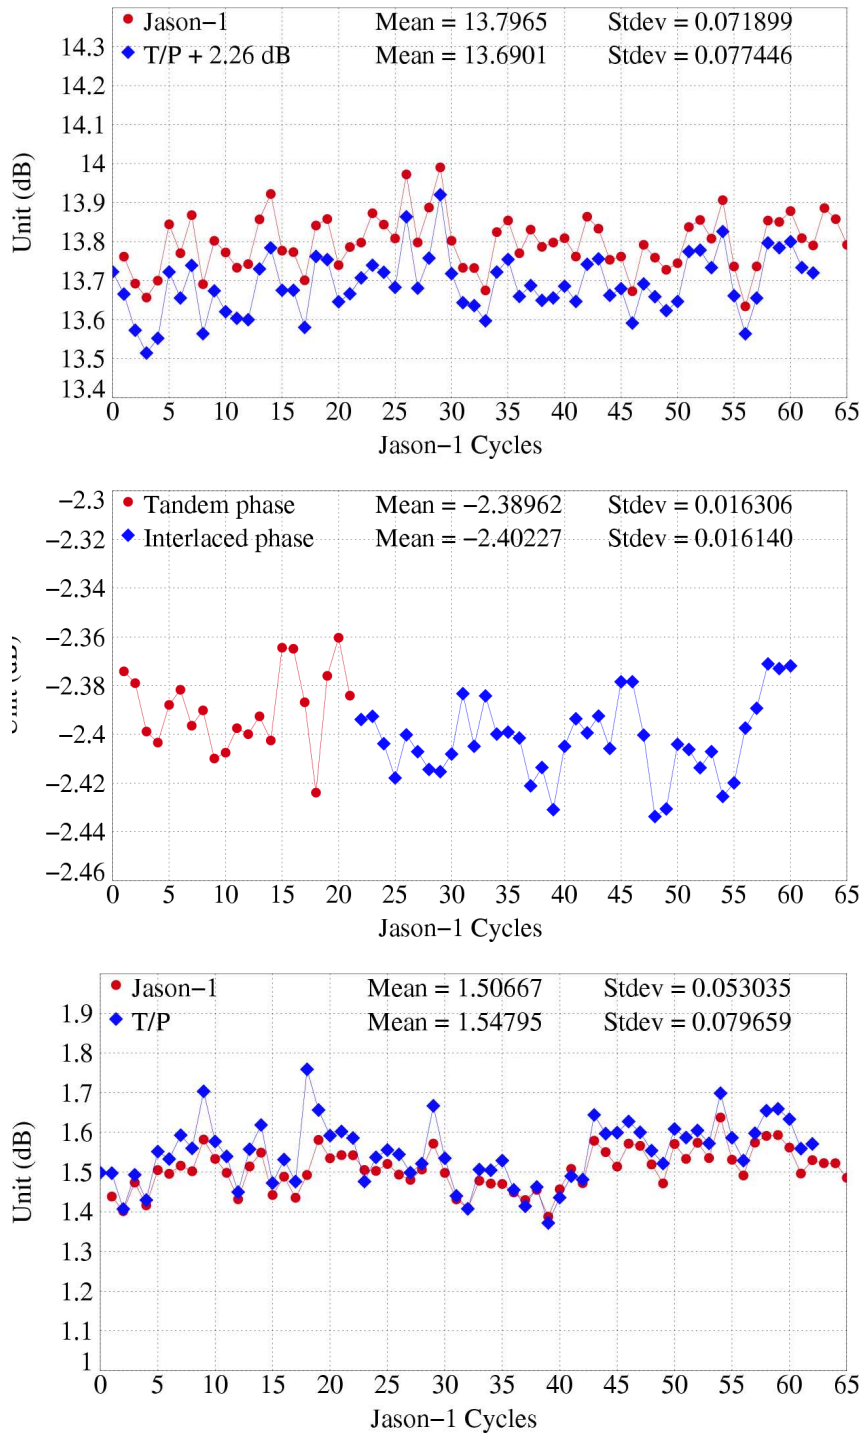 Jason−1 Mean = 13.7965 Stdev = 0.071899
T/P + 2.26 dB Mean = 13.6901 Stdev = 0.077446
14.3
14.2
14.1
14
13.9
13.8
13.7
13.6
13.5
13.4
Unit (dB)
0 5 10 15 20 25 30 35 40 45 50 55 60 65
Jason−1 Cycles
Tandem phase Mean = −2.38962 Stdev = 0.016306
Interlaced phase Mean = −2.40227 Stdev = 0.016140
−2.3
−2.32
−2.34
−2.36
−2.38
−2.4
−2.42
−2.44
−2.46
Unit (dB)
0 5 10 15 20 25 30 35 40 45 50 55 60 65
Jason−1 Cycles
Jason−1 Mean = 1.50667 Stdev = 0.053035
T/P Mean = 1.54795 Stdev = 0.079659
1.9
1.8
1.7
1.6
1.5
1.4
1.3
1.2
1.1
1
Unit (dB)
0 5 10 15 20 25 30 35 40 45 50 55 60 65
Jason−1 Cycles